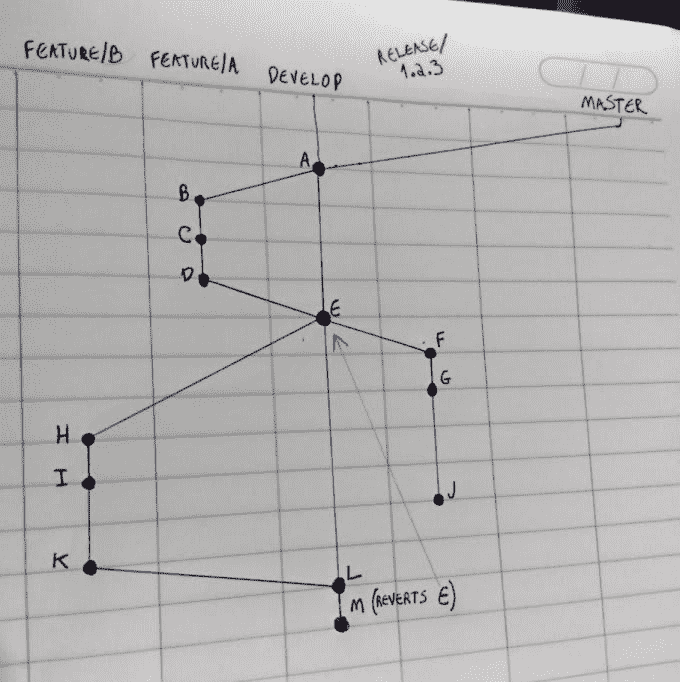 FEATURE/B FEATURE/A DEVELOP RELEASE/
1.2.3
MASTER
A
B
C
D
E
F
G
H
I
J
K
L
M (REVERTS E)